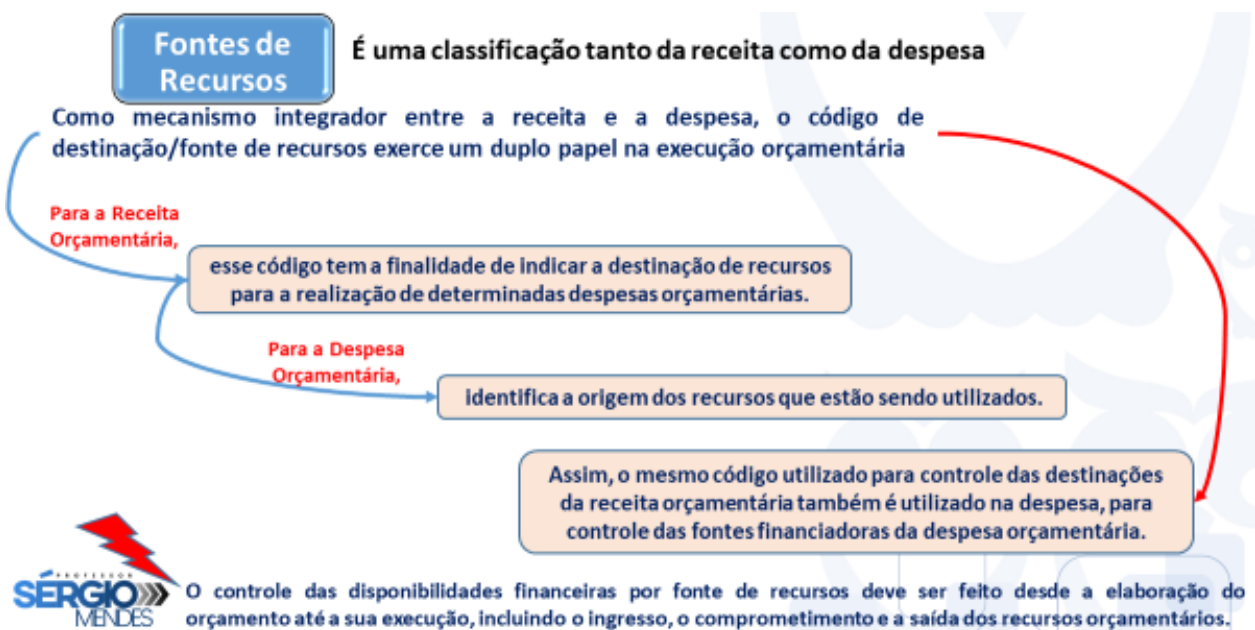 Fontes de
Recursos
É uma classificação tanto da receita como da despesa
Como mecanismo integrador entre a receita e a despesa, o código de
destinação/fonte de recursos exerce um duplo papel na execução orçamentária
Para a Receita
Orçamentária,
esse código tem a finalidade de indicar a destinação de recursos
para a realização de determinadas despesas orçamentárias.
Para a Despesa
Orçamentária,
identifica a origem dos recursos que estão sendo utilizados.
Assim, o mesmo código utilizado para controle das destinações
da receita orçamentária também é utilizado na despesa, para
controle das fontes financiadoras da despesa orçamentária.
PROFESSOR
SÉRGIO
MENDES
O controle das disponibilidades financeiras por fonte de recursos deve ser feito desde a elaboração do
orçamento até a sua execução, incluindo o ingresso, o comprometimento e a saída dos recursos orçamentários.